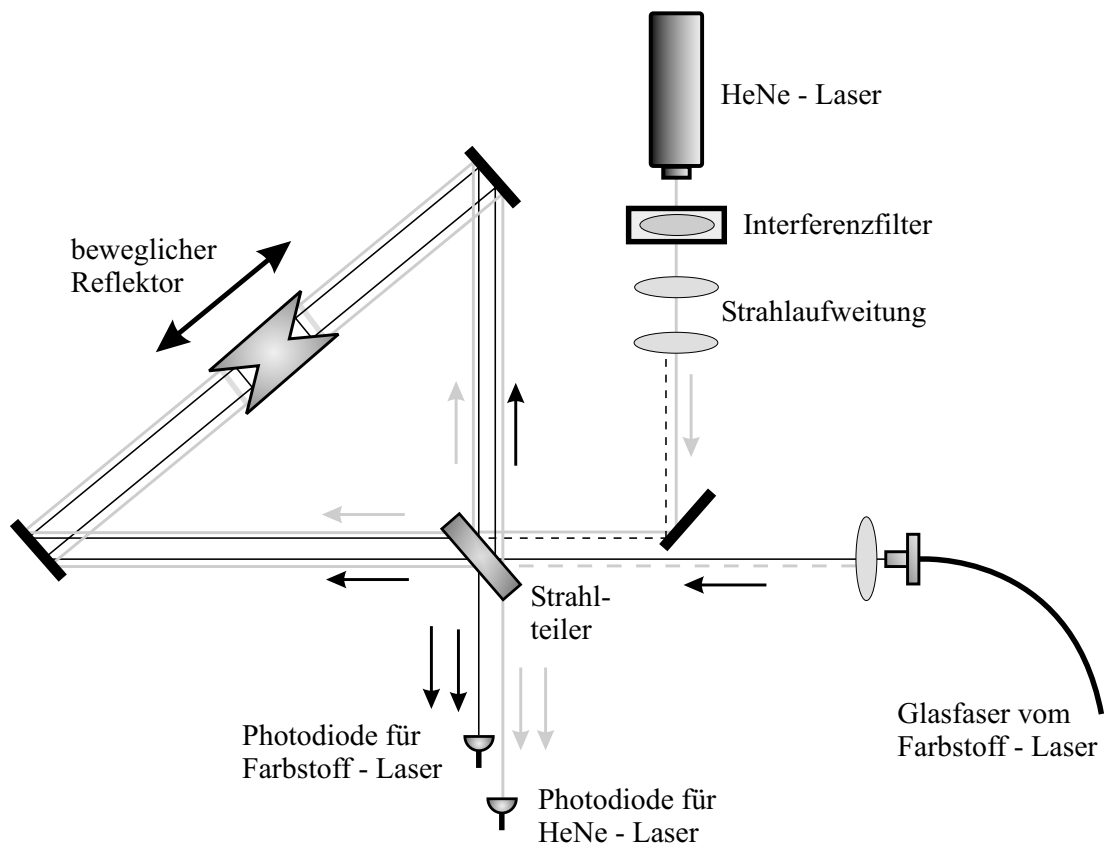 HeNe - Laser
Interferenzfilter
beweglicher
Reflektor
Strahlaufweitung
Strahl-
teiler
Glasfaser vom
Farbstoff - Laser
Photodiode für
Farbstoff - Laser
Photodiode für
HeNe - Laser